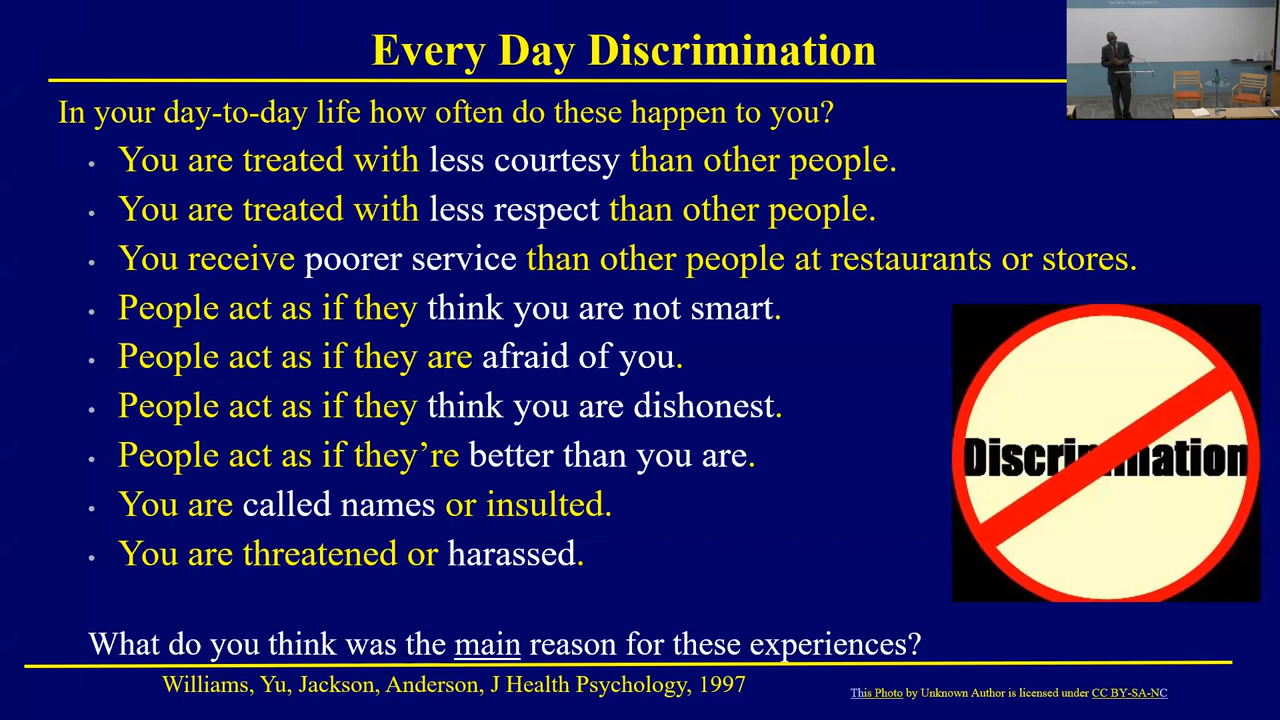 GLOBAL PUBLIC HEALTH
Every Day Discrimination
In your day-to-day life how often do these happen to you?
• You are treated with less courtesy than other people.
• You are treated with less respect than other people.
• You receive poorer service than other people at restaurants or stores.
• People act as if they think you are not smart.
• People act as if they are afraid of you.
• People act as if they think you are dishonest.
• People act as if they’re better than you are.
• You are called names or insulted.
• You are threatened or harassed.
Discrimination
What do you think was the main reason for these experiences?
Williams, Yu, Jackson, Anderson, J Health Psychology, 1997
This Photo by Unknown Author is licensed under CC BY-SA-NC